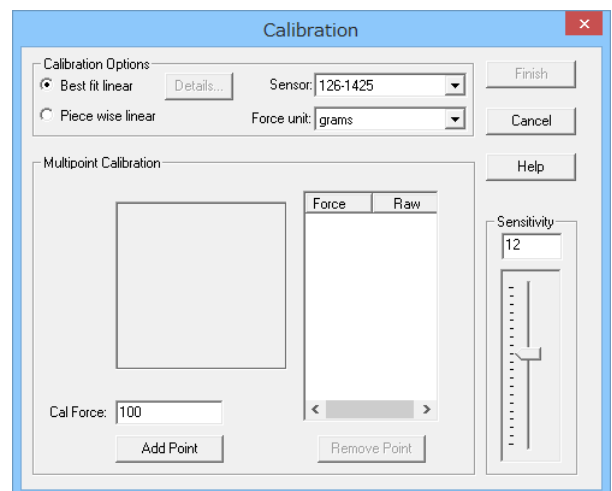 Calibration
Calibration Options
Best fit linear
Details...
Sensor: 126-1425
Piece wise linear
Force unit: grams
Finish
Cancel
Help
Multipoint Calibration
Force Raw
Cal Force: 100
Add Point
Remove Point
Sensitivity
12